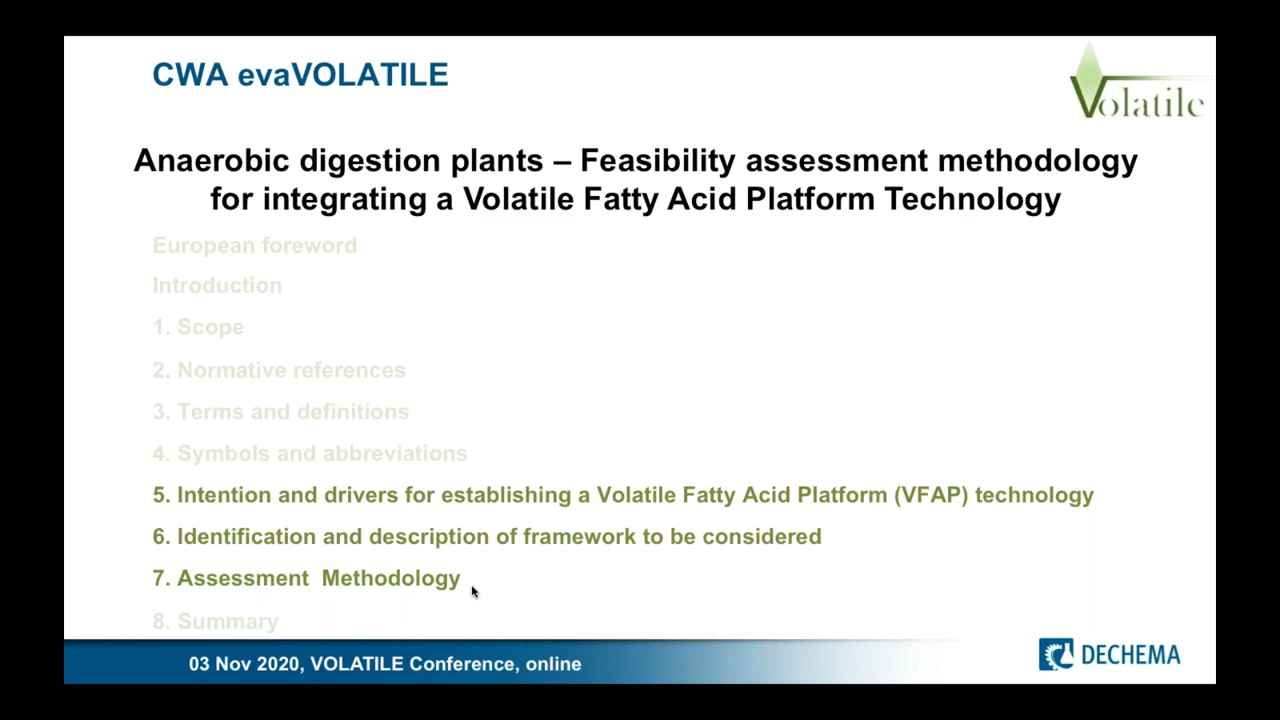 CWA evaVOLATILE
Volatile
Anaerobic digestion plants – Feasibility assessment methodology
for integrating a Volatile Fatty Acid Platform Technology
European foreword
Introduction
1. Scope
2. Normative references
3. Terms and definitions
4. Symbols and abbreviations
5. Intention and drivers for establishing a Volatile Fatty Acid Platform (VFAP) technology
6. Identification and description of framework to be considered
7. Assessment  Methodology
8. Summary
03 Nov 2020, VOLATILE Conference, online
DECHEMA